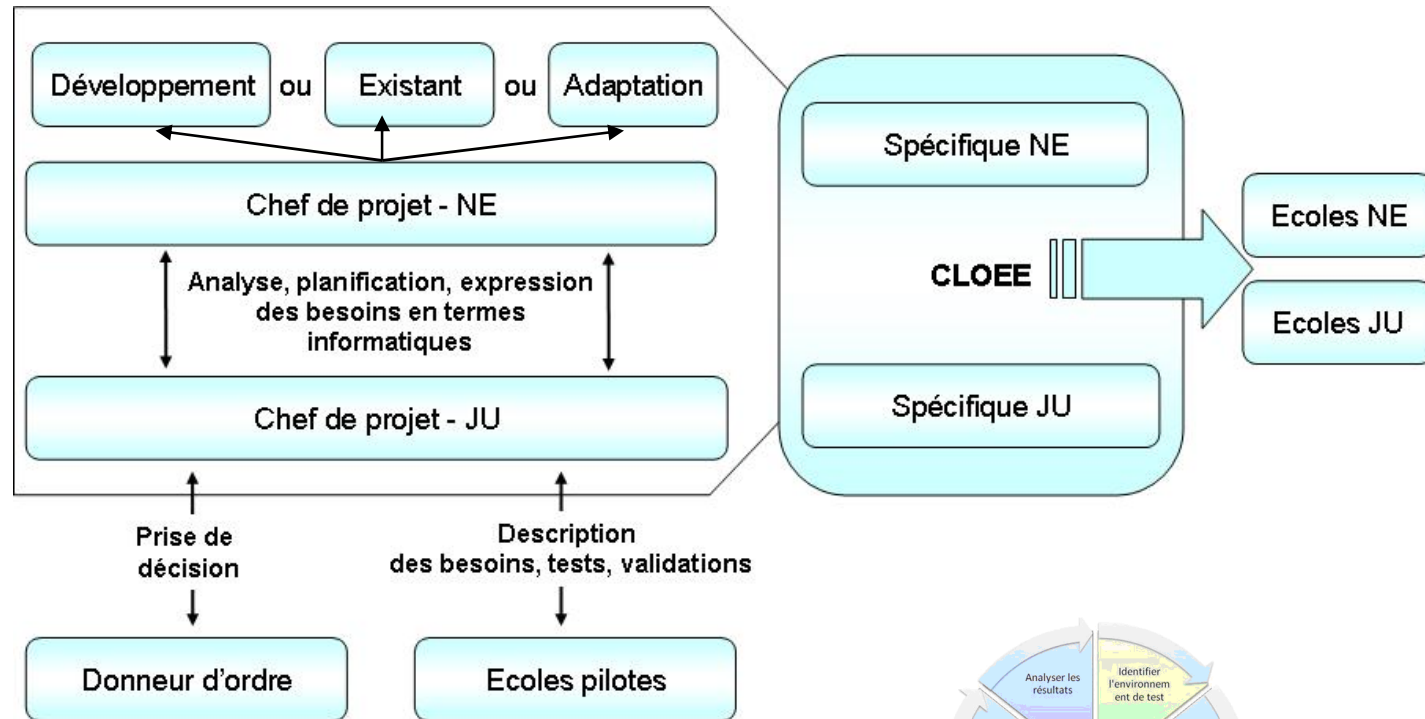 Développement ou Existant ou Adaptation
Chef de projet - NE
Analyse, planification, expression
des besoins en termes
informatiques
Chef de projet - JU
Prise de
décision
Description
des besoins, tests, validations
Donneur d'ordre
Ecoles pilotes
Spécifique NE
CLOEE
Spécifique JU
Ecoles NE
Ecoles JU
Analyser les
résultats
Identifier
l'environnem
ent de test